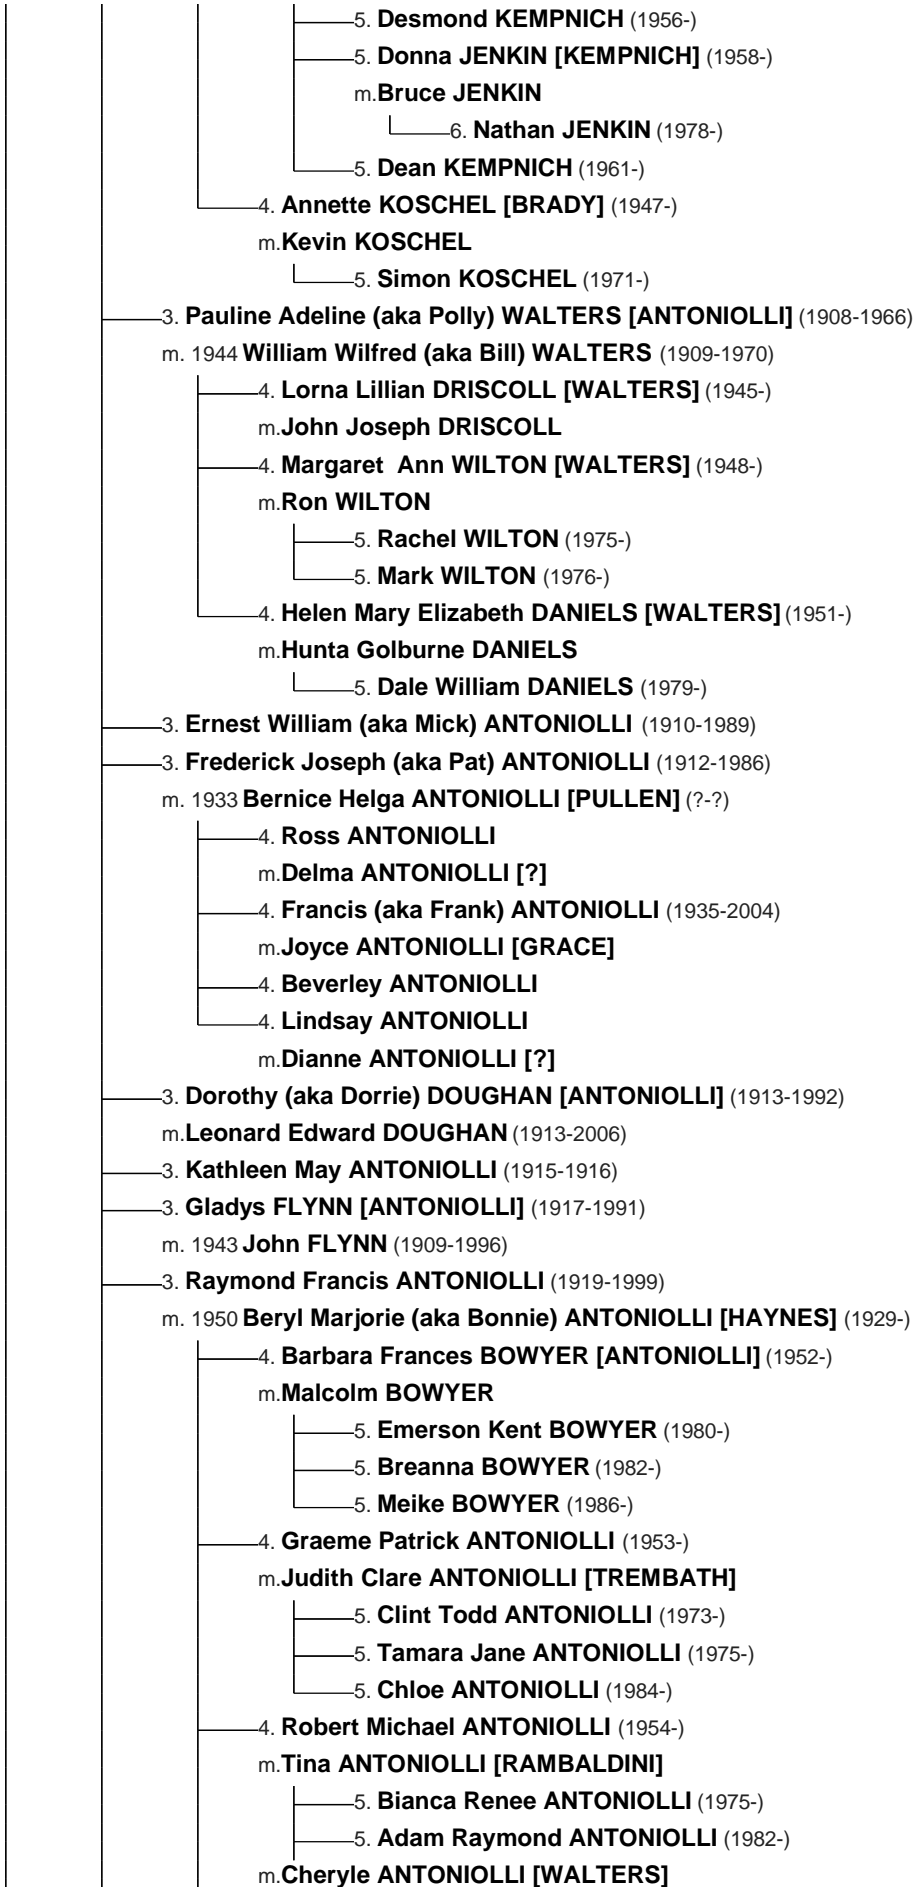 5. Desmond KEMPNICH (1956-)
5. Donna JENKIN [KEMPNICH] (1958-)
m.Bruce JENKIN
6. Nathan JENKIN (1978-)
5. Dean KEMPNICH (1961-)
4. Annette KOSCHEL [BRADY] (1947-)
m.Kevin KOSCHEL
5. Simon KOSCHEL (1971-)
3. Pauline Adeline (aka Polly) WALTERS [ANTONIOLLI] (1908-1966)
m. 1944 William Wilfred (aka Bill) WALTERS (1909-1970)
4. Lorna Lillian DRISCOLL [WALTERS] (1945-)
m.John Joseph DRISCOLL
4. Margaret  Ann WILTON [WALTERS] (1948-)
m.Ron WILTON
5. Rachel WILTON (1975-)
5. Mark WILTON (1976-)
4. Helen Mary Elizabeth DANIELS [WALTERS] (1951-)
m.Hunta Golburne DANIELS
5. Dale William DANIELS (1979-)
3. Ernest William (aka Mick) ANTONIOLLI (1910-1989)
3. Frederick Joseph (aka Pat) ANTONIOLLI (1912-1986)
m. 1933 Bernice Helga ANTONIOLLI [PULLEN] (?-?)
4. Ross ANTONIOLLI
m.Delma ANTONIOLLI [?]
4. Francis (aka Frank) ANTONIOLLI (1935-2004)
m.Joyce ANTONIOLLI [GRACE]
4. Beverley ANTONIOLLI
4. Lindsay ANTONIOLLI
m.Dianne ANTONIOLLI [?]
3. Dorothy (aka Dorrie) DOUGHAN [ANTONIOLLI] (1913-1992)
m.Leonard Edward DOUGHAN (1913-2006)
3. Kathleen May ANTONIOLLI (1915-1916)
3. Gladys FLYNN [ANTONIOLLI] (1917-1991)
m. 1943 John FLYNN (1909-1996)
3. Raymond Francis ANTONIOLLI (1919-1999)
m. 1950 Beryl Marjorie (aka Bonnie) ANTONIOLLI [HAYNES] (1929-)
4. Barbara Frances BOWYER [ANTONIOLLI] (1952-)
m.Malcolm BOWYER
5. Emerson Kent BOWYER (1980-)
5. Breanna BOWYER (1982-)
5. Meike BOWYER (1986-)
4. Graeme Patrick ANTONIOLLI (1953-)
m.Judith Clare ANTONIOLLI [TREMBATH]
5. Clint Todd ANTONIOLLI (1973-)
5. Tamara Jane ANTONIOLLI (1975-)
5. Chloe ANTONIOLLI (1984-)
4. Robert Michael ANTONIOLLI (1954-)
m.Tina ANTONIOLLI [RAMBALDINI]
5. Bianca Renee ANTONIOLLI (1975-)
5. Adam Raymond ANTONIOLLI (1982-)
m.Cheryle ANTONIOLLI [WALTERS]